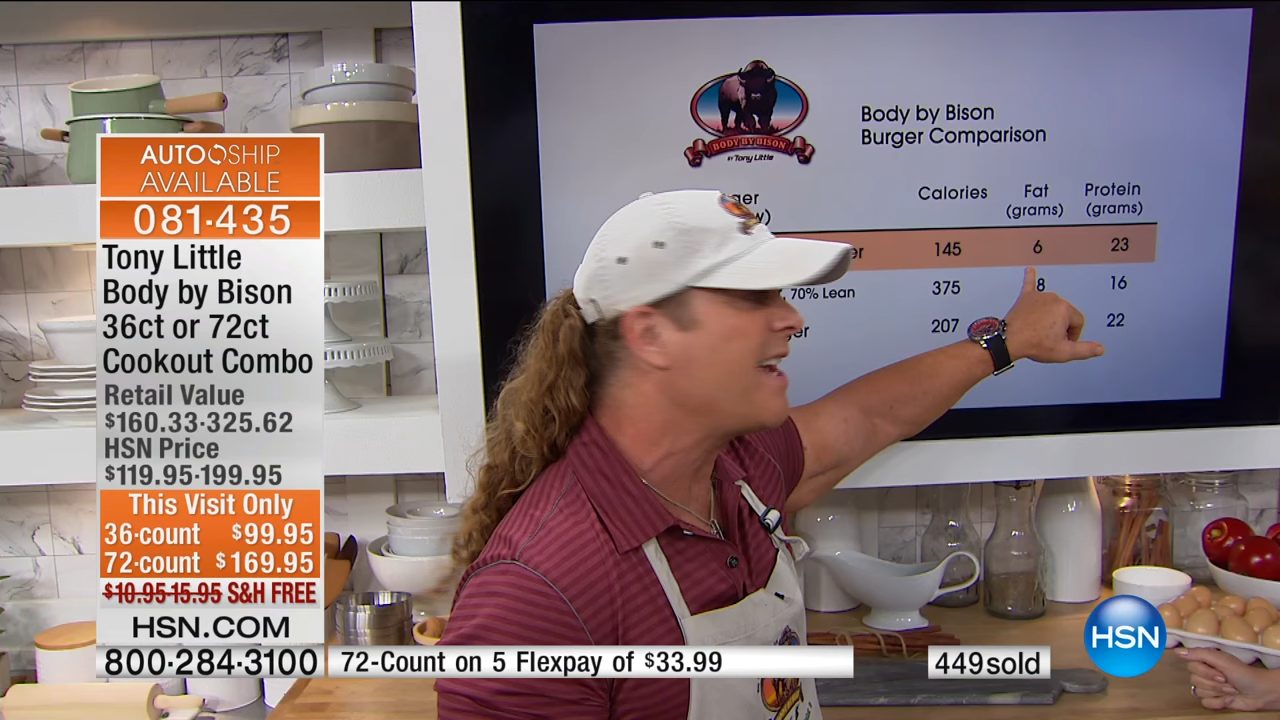 AUTO SHIP
AVAILABLE
081-435
Tony Little
Body by Bison
36ct or 72ct
Cookout Combo
Retail Value
$160.33-325.62
HSN Price
$119.95-199.95
This Visit Only
36-count $99.95
72-count $169.95
$10.95-15.95 S&H FREE
HSN.COM
800-284-3100
72-Count on 5 Flexpay of $33.99
449sold
HSN
BODY BY BISON
BY Tony Little
Body by Bison
Burger Comparison
Calories Fat (grams) Protein (grams)
145 6 23
70% Lean 375 8 16
207 22